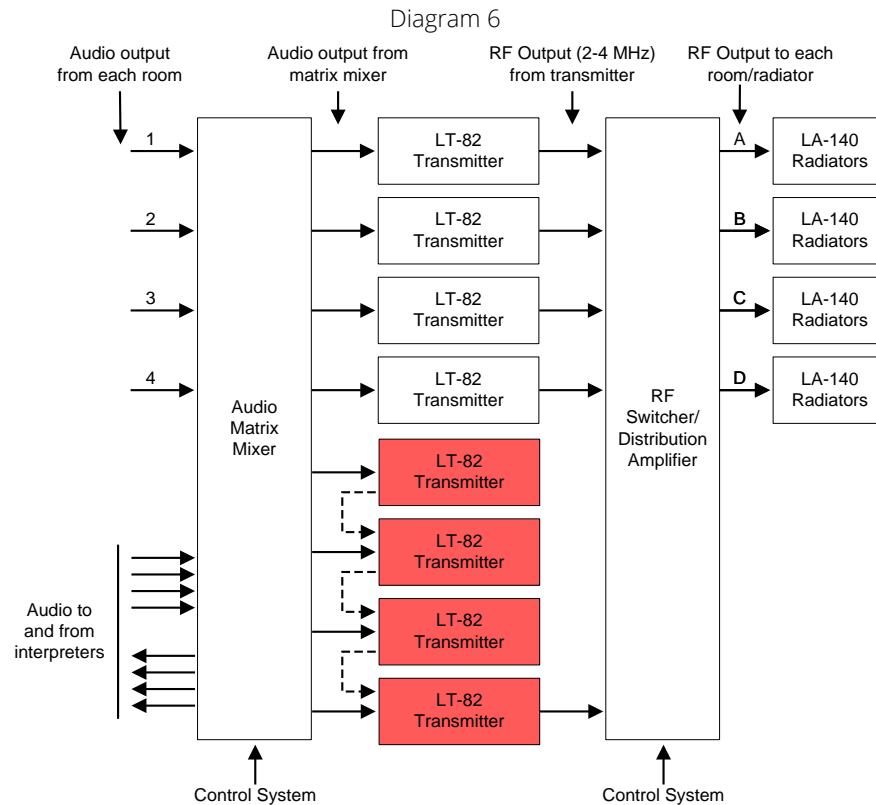 Diagram 6
Audio output
from each room
Audio output from
matrix mixer
RF Output (2-4 MHz)
from transmitter
RF Output to each
room/radiator
1
LT-82
Transmitter
A
LA-140
Radiators
2
LT-82
Transmitter
B
LA-140
Radiators
3
LT-82
Transmitter
C
LA-140
Radiators
4
LT-82
Transmitter
D
LA-140
Radiators
Audio
Matrix
Mixer
RF
Switcher/
Distribution
Amplifier
LT-82
Transmitter
LT-82
Transmitter
LT-82
Transmitter
LT-82
Transmitter
Audio to
and from
interpreters
Control System
Control System